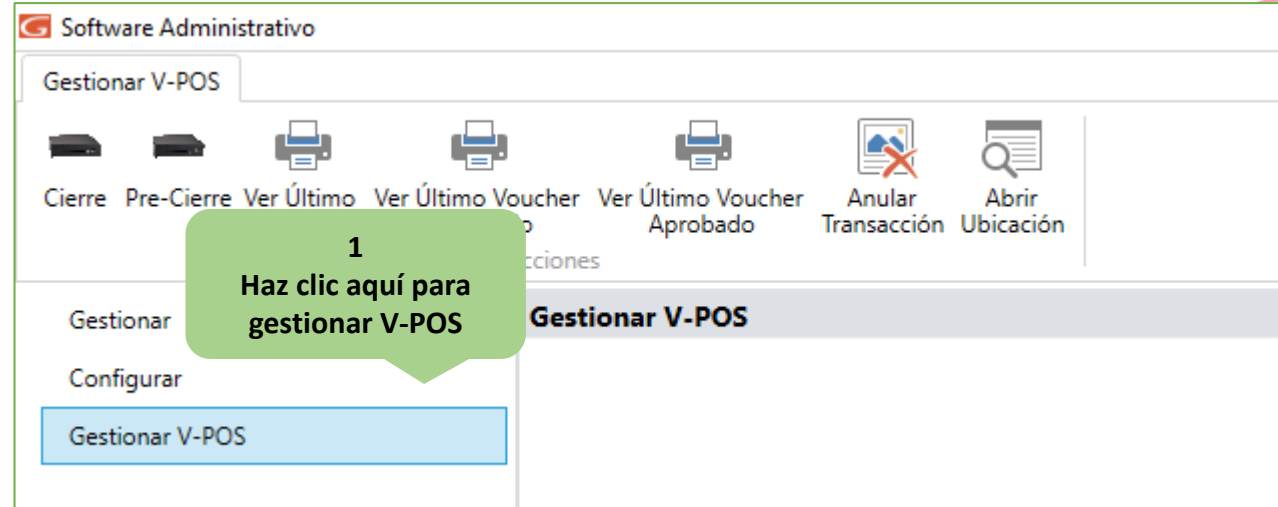 Software Administrativo
Gestionar V-POS
Cierre
Pre-Cierre
Ver Último
Ver Último Voucher
Ver Último Voucher
Aprobado
Anular
Transacción
Abrir
Ubicación
1
Haz clic aquí para
gestionar V-POS
Gestionar
Gestionar V-POS
Configurar
Gestionar V-POS